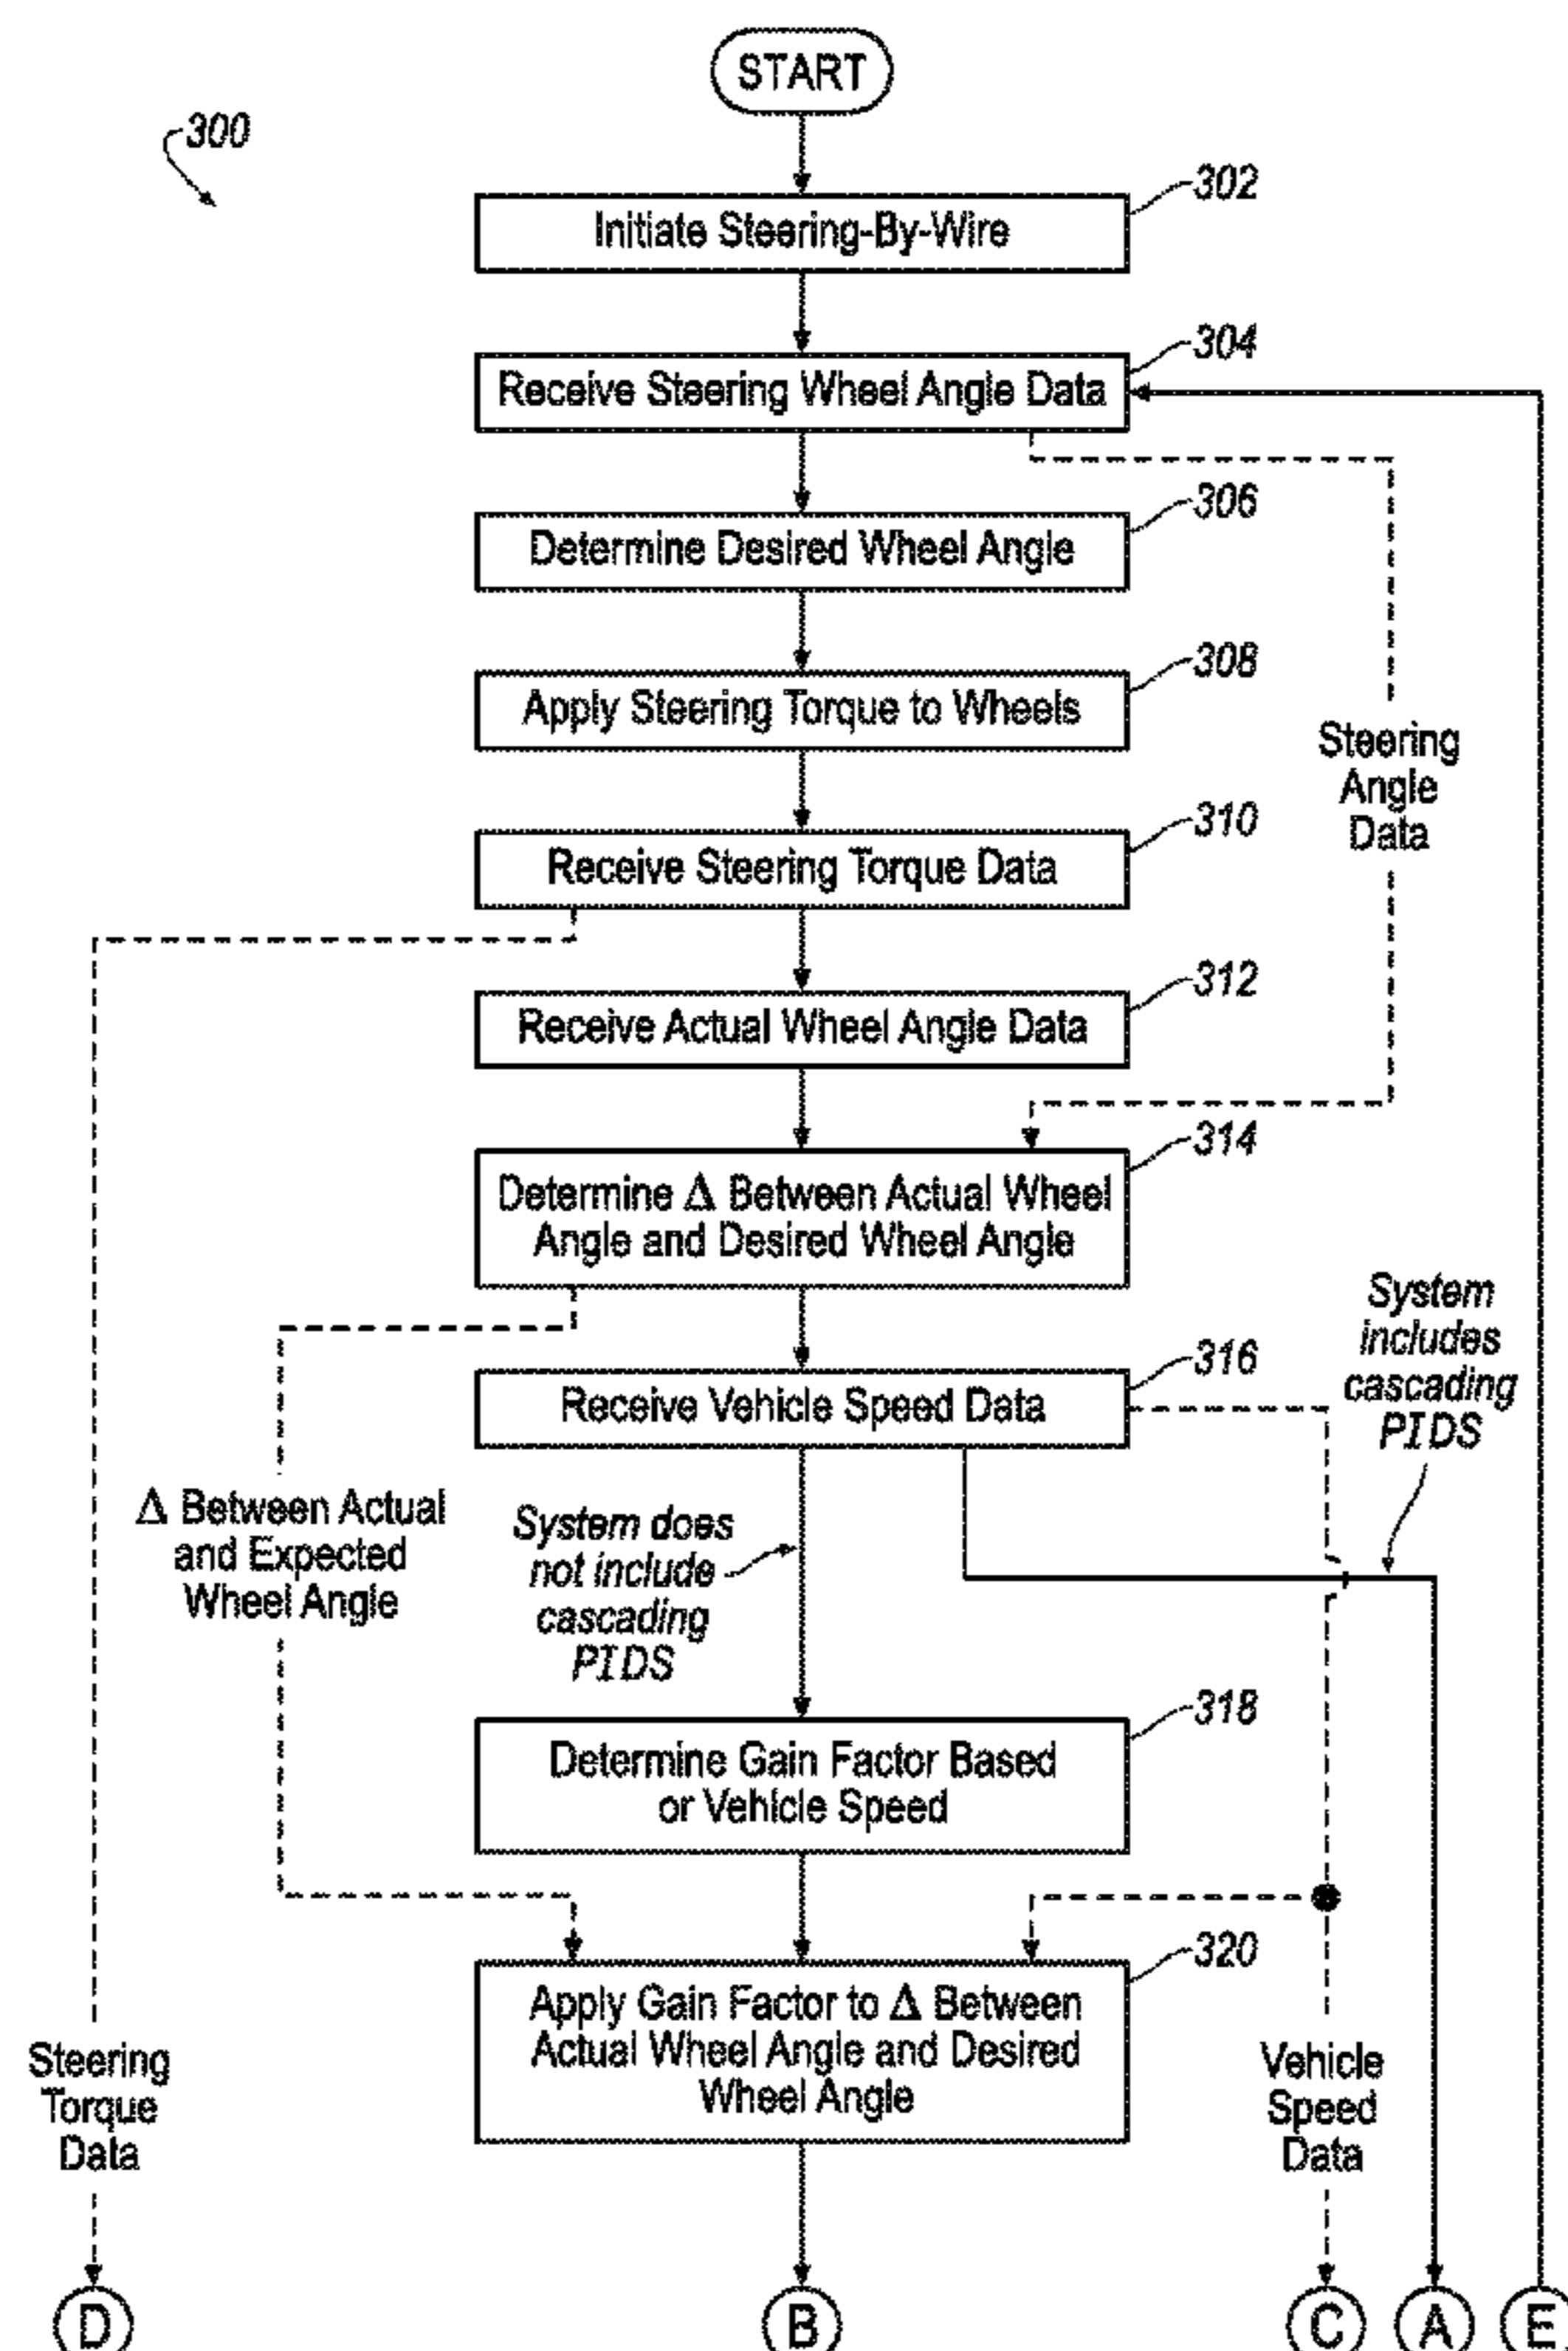 START
300
302
Initiate Steering-By-Wire
304
Receive Steering Wheel Angle Data
306
Determine Desired Wheel Angle
308
Apply Steering Torque to Wheels
Steering
Angle
Data
310
Receive Steering Torque Data
312
Receive Actual Wheel Angle Data
314
Determine Δ Between Actual Wheel
Angle and Desired Wheel Angle
System
includes
cascading
PIDS
316
Receive Vehicle Speed Data
Δ Between Actual
and Expected
Wheel Angle
System does
not include
cascading
PIDS
318
Determine Gain Factor Based
or Vehicle Speed
320
Apply Gain Factor to Δ Between
Actual Wheel Angle and Desired
Wheel Angle
Steering
Torque
Data
Vehicle
Speed
Data
D
B
C
A
E